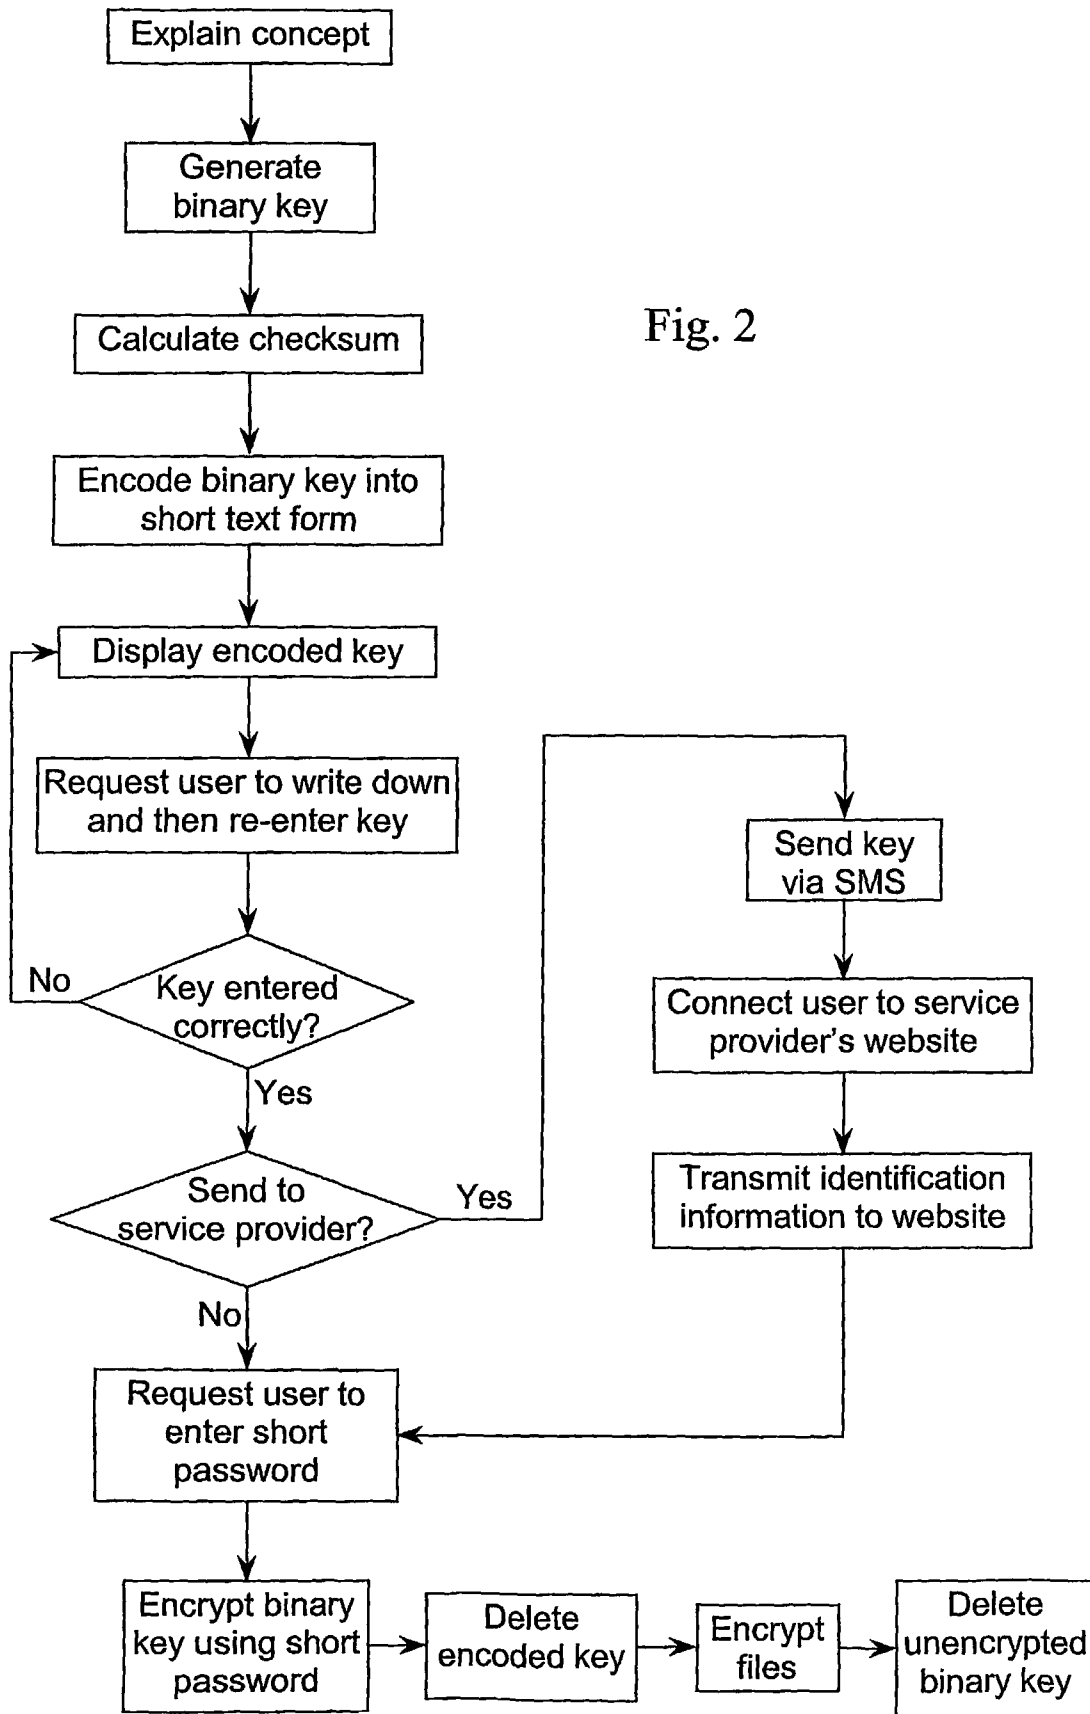 Explain concept
Generate
binary key
Calculate checksum
Fig. 2
Encode binary key into
short text form
Display encoded key
Request user to write down
and then re-enter key
Send key
via SMS
No
Key entered
correctly?
Connect user to service
provider's website
Yes
Send to
service provider?
Yes
Transmit identification
information to website
No
Request user to
enter short
password
Encrypt binary
key using short
password
Delete
encoded key
Encrypt
files
Delete
unencrypted
binary key